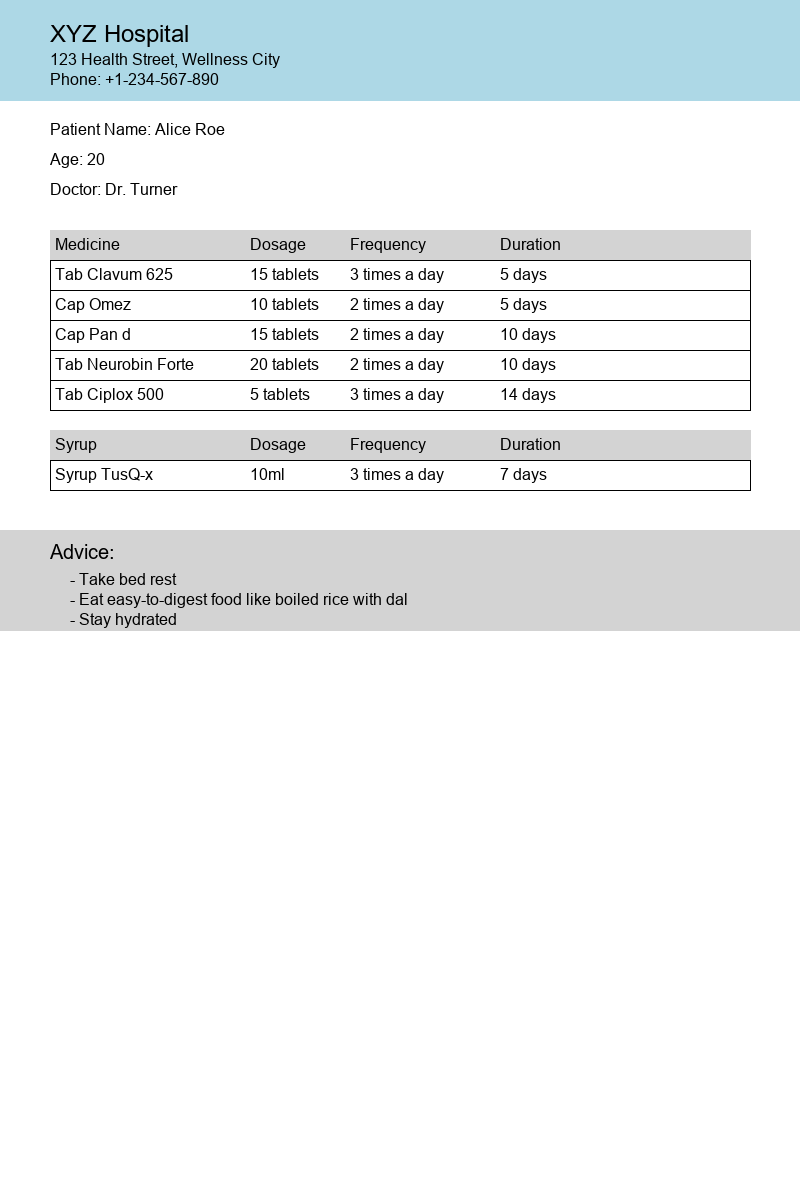 XYZ Hospital
123 Health Street, Wellness City
Phone: +1-234-567-890
Patient Name: Alice Roe
Age: 20
Doctor: Dr. Turner
Medicine Dosage Frequency Duration
Tab Clavum 625 15 tablets 3 times a day 5 days
Cap Omez 10 tablets 2 times a day 5 days
Cap Pan d 15 tablets 2 times a day 10 days
Tab Neurobin Forte 20 tablets 2 times a day 10 days
Tab Ciplox 500 5 tablets 3 times a day 14 days
Syrup Dosage Frequency Duration
Syrup TusQ-x 10ml 3 times a day 7 days
Advice:
- Take bed rest
- Eat easy-to-digest food like boiled rice with dal
- Stay hydrated